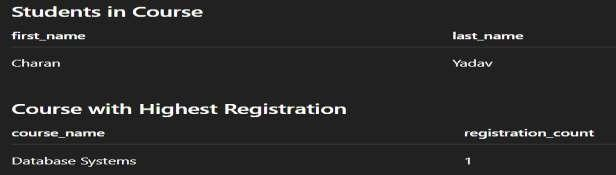 Students in Course
first_name last_name
Charan Yadav
Course with Highest Registration
course_name registration_count
Database Systems 1